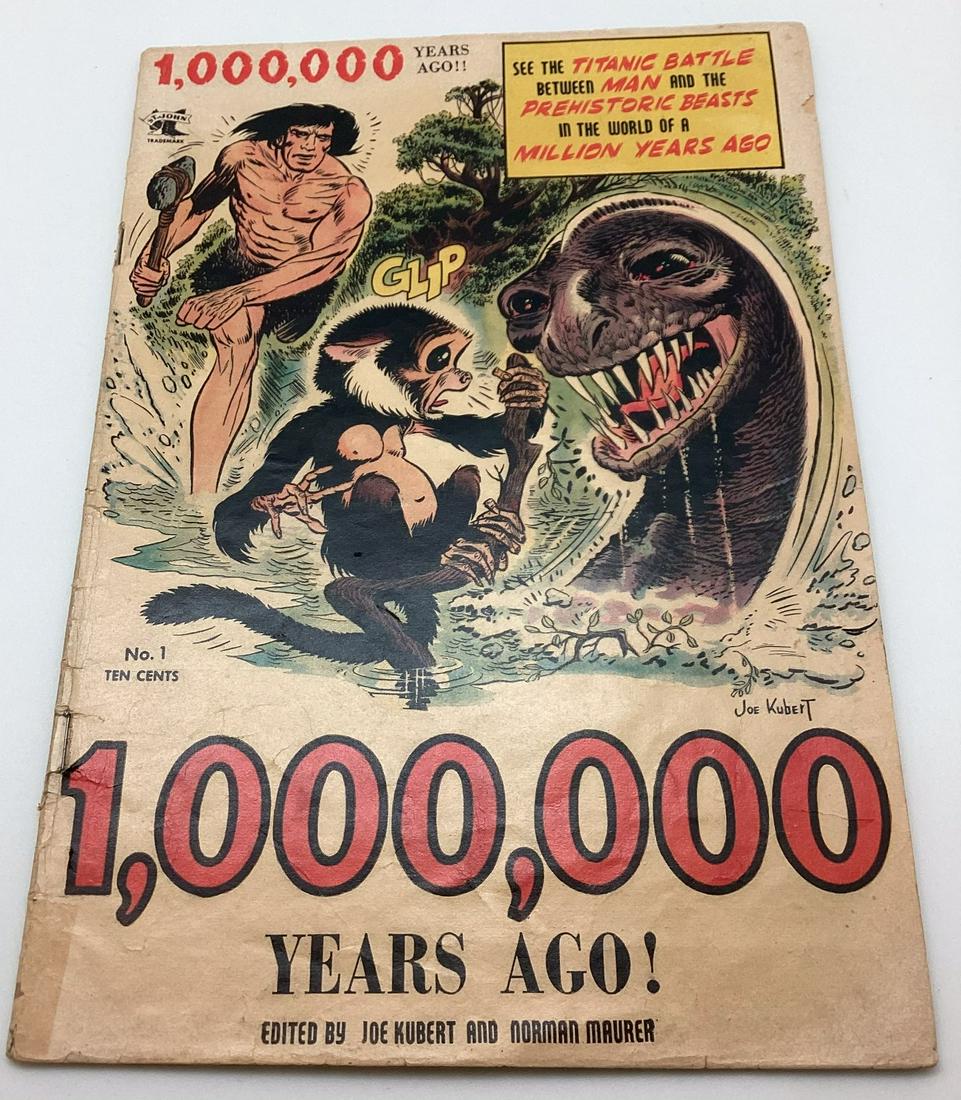 1,000,000 YEARS
AGO!!
ST. JOHN
TRADEMARK
SEE THE TITANIC BATTLE
BETWEEN MAN AND THE
PREHISTORIC BEASTS
IN THE WORLD OF A
MILLION YEARS AGO
GLIP
No. 1
TEN CENTS
JOE KUBERT
1,000,000
YEARS AGO!
EDITED BY JOE KUBERT AND NORMAN MAURER